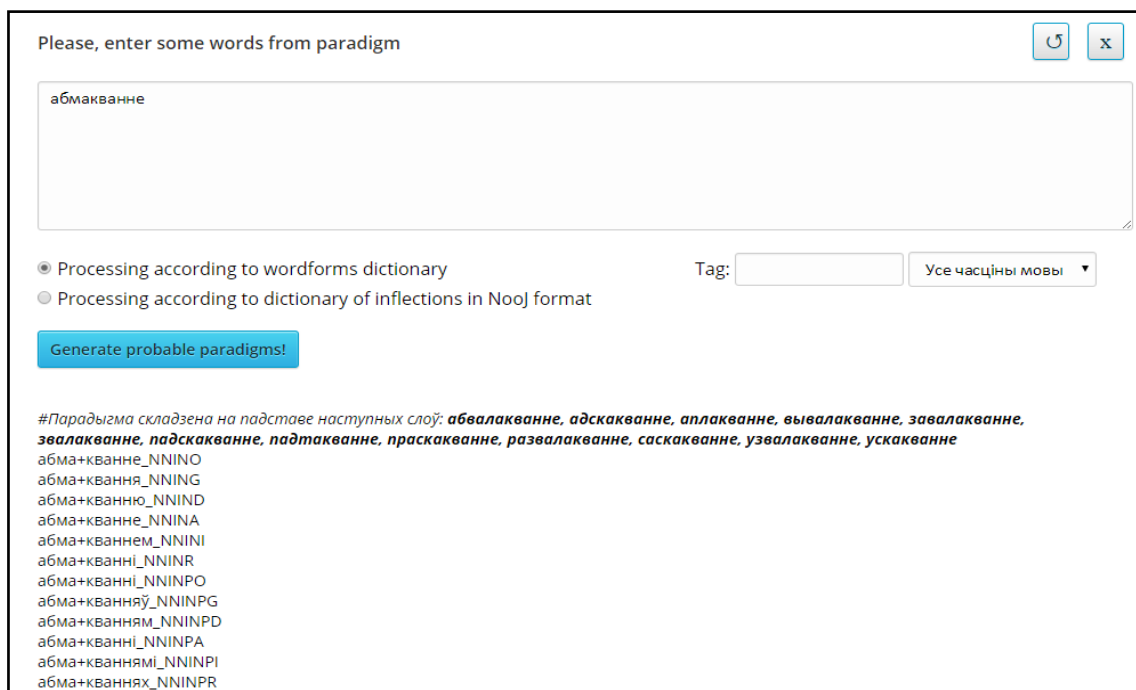 Please, enter some words from paradigm
↺ x
абмакванне
Processing according to wordforms dictionary
Tag: Усе часціны мовы
Processing according to dictionary of inflections in NooJ format
Generate probable paradigms!
#Парадыгма складзена на падставе наступных слоў: абвалакванне, адскакванне, аплакванне, вывалакванне, завалакванне,
звалакванне, падскакванне, падтакванне, праскакванне, развалакванне, саскакванне, узвалакванне, ускакванне
абма+кванне_NNINO
абма+квання_NNING
абма+кванню_NNIND
абма+кванне_NNINA
абма+кваннем_NNINI
абма+кванні_NNINR
абма+кванні_NNINPO
абма+кванняў_NNINPG
абма+кванням_NNINPD
абма+кванні_NNINPA
абма+кваннямі_NNINPI
абма+кваннях_NNINPR